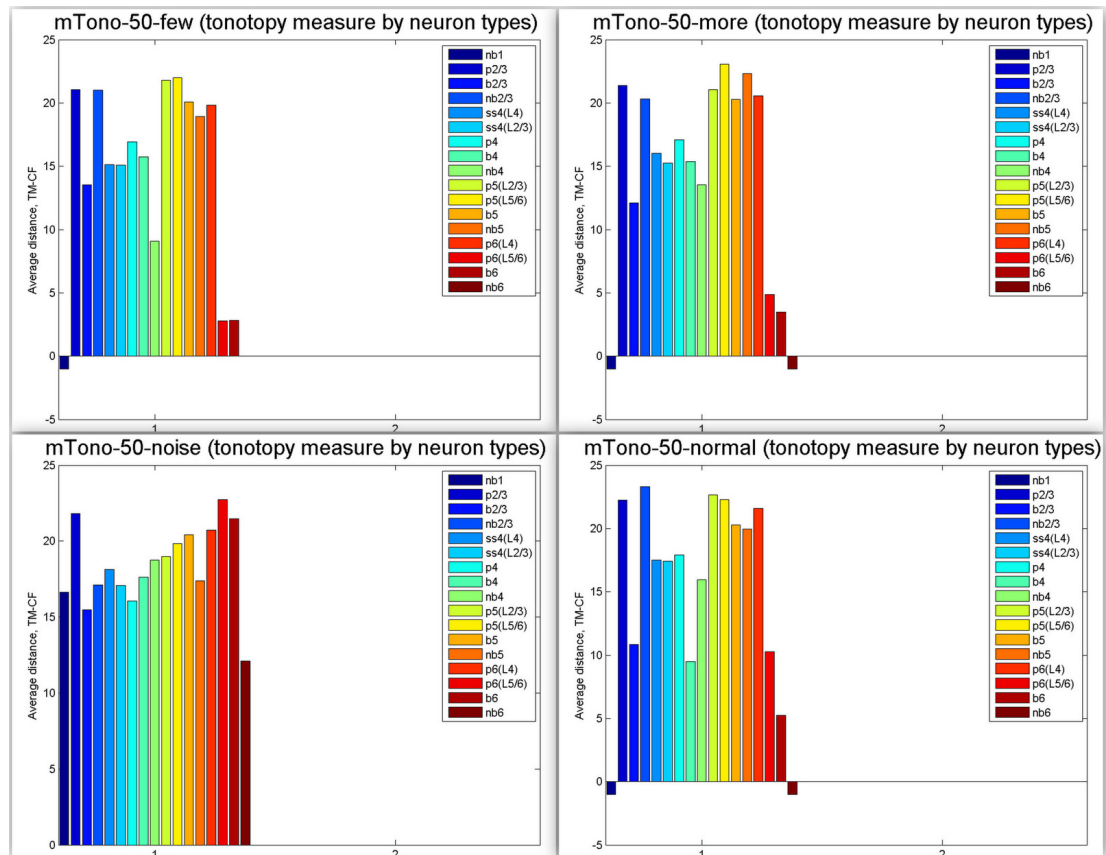 mTono-50-few (tonotopy measure by neuron types)
25
20
15
10
5
0
-5
Average distance, TM-CF
1
2
nb1
p2/3
b2/3
nb2/3
ss4(L4)
ss4(L2/3)
p4
b4
nb4
p5(L2/3)
p5(L5/6)
b5
nb5
p6(L4)
p6(L5/6)
b6
nb6
mTono-50-more (tonotopy measure by neuron types)
25
20
15
10
5
0
-5
Average distance, TM-CF
1
2
nb1
p2/3
b2/3
nb2/3
ss4(L4)
ss4(L2/3)
p4
b4
nb4
p5(L2/3)
p5(L5/6)
b5
nb5
p6(L4)
p6(L5/6)
b6
nb6
mTono-50-noise (tonotopy measure by neuron types)
25
20
15
10
5
0
Average distance, TM-CF
1
2
nb1
p2/3
b2/3
nb2/3
ss4(L4)
ss4(L2/3)
p4
b4
nb4
p5(L2/3)
p5(L5/6)
b5
nb5
p6(L4)
p6(L5/6)
b6
nb6
mTono-50-normal (tonotopy measure by neuron types)
25
20
15
10
5
0
-5
Average distance, TM-CF
1
2
nb1
p2/3
b2/3
nb2/3
ss4(L4)
ss4(L2/3)
p4
b4
nb4
p5(L2/3)
p5(L5/6)
b5
nb5
p6(L4)
p6(L5/6)
b6
nb6